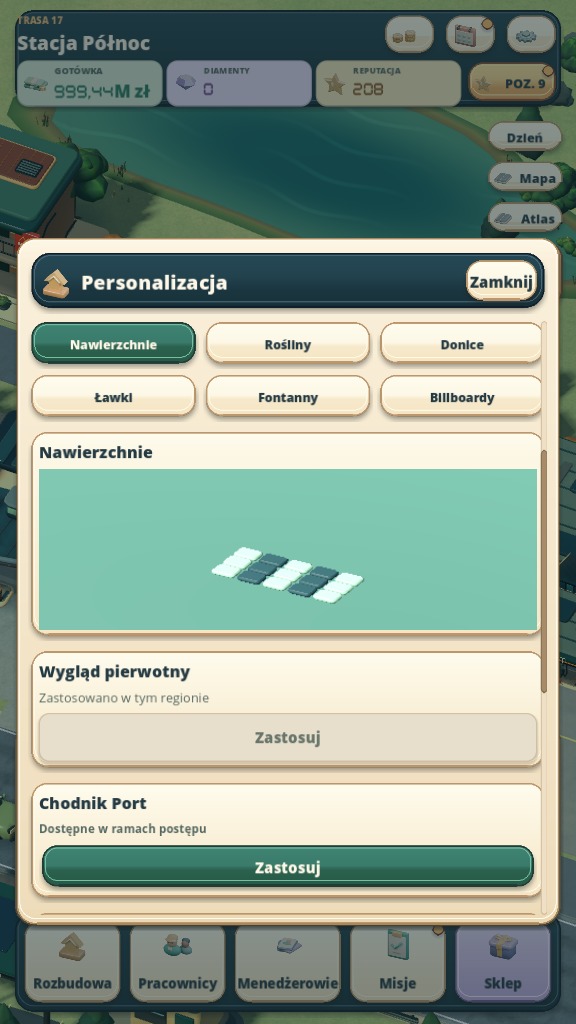 TRASA 17
Stacja Północ
GOTÓWKA
999,44M zł
DIAMENTY
0
REPUTACJA
208
POZ. 9
Dzień
Mapa
Atlas
Personalizacja
Zamknij
Nawierzchnie
Rośliny
Donice
Ławki
Fontanny
Billboardy
Nawierzchnie
Wygląd pierwotny
Zastosowano w tym regionie
Zastosuj
Chodnik Port
Dostępne w ramach postępu
Zastosuj
Rozbudowa
Pracownicy
Menedżerowie
Misje
Sklep